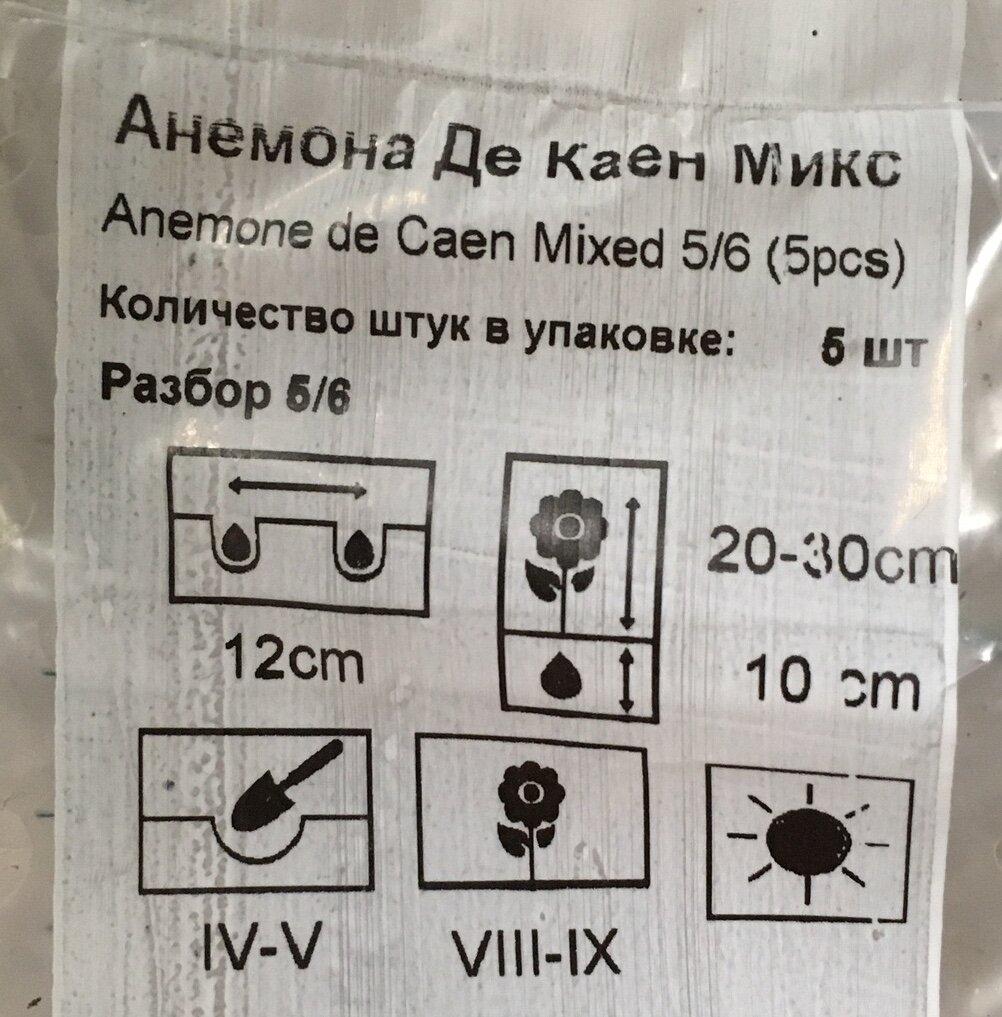 Анемона Де Каен Микс
Anemone de Caen Mixed 5/6 (5pcs)
Количество штук в упаковке: 5 шт
Разбор 5/6
20-30cm
12cm
10 cm
IV-V
VIII-IX